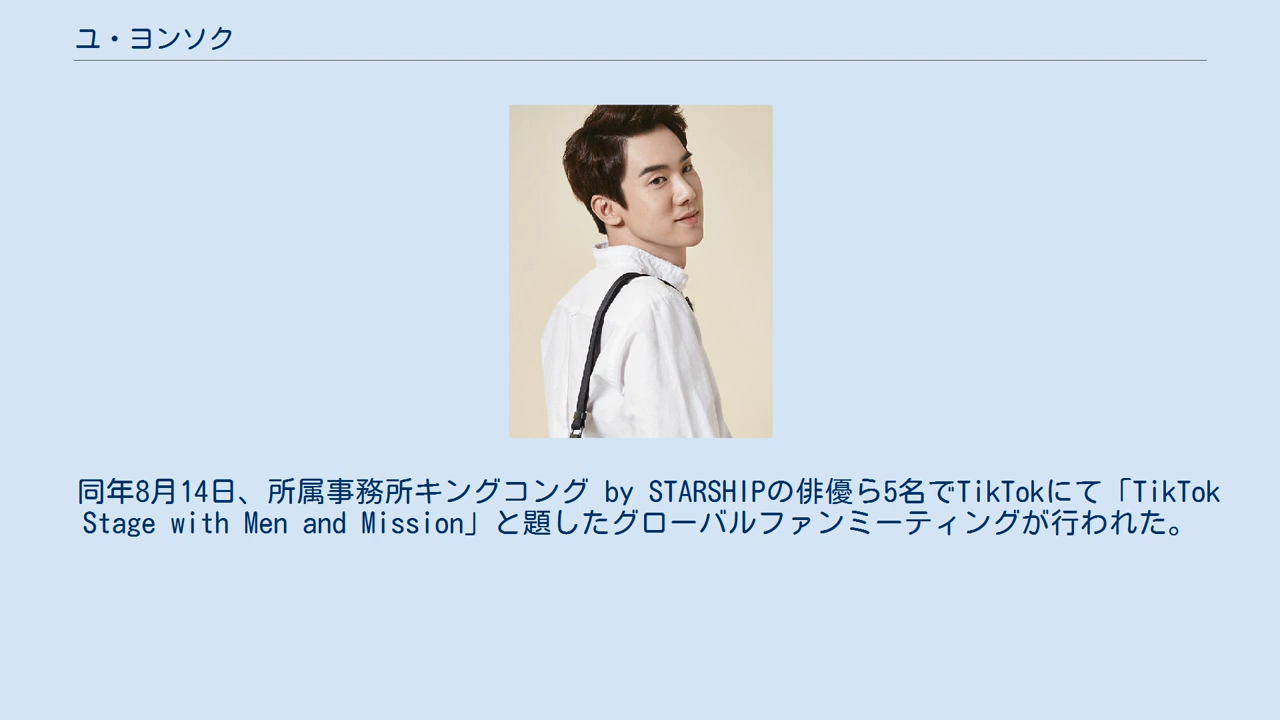 ユ・ヨンソク
同年8月14日、所属事務所キングコング by STARSHIPの俳優ら5名でTikTokにて「TikTok
Stage with Men and Mission」と題したグローバルファンミーティングが行われた。